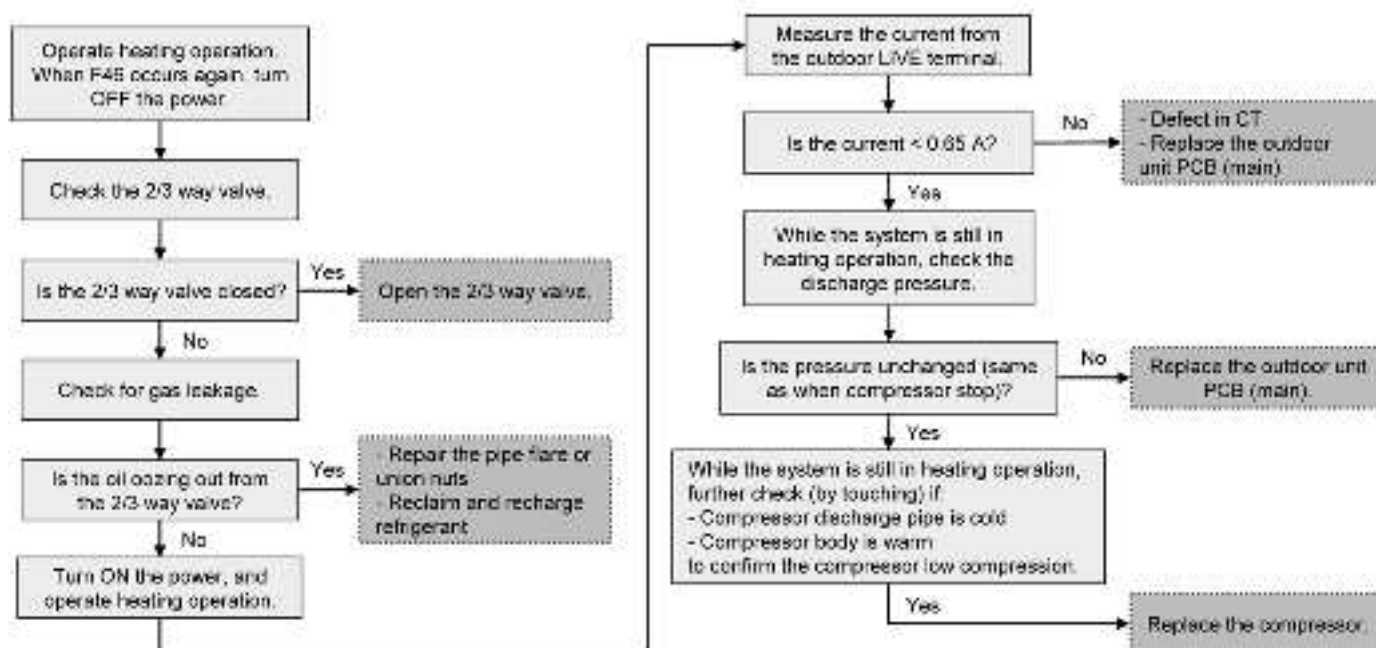 Operate heating operation.
When F46 occurs again, turn
OFF the power.
Check the 2/3 way valve.
Is the 2/3 way valve closed?
Yes
Open the 2/3 way valve.
No
Check for gas leakage.
Is the oil oozing out from
the 2/3 way valve?
Yes
- Repair the pipe flare or
union nuts
- Reclaim and recharge
refrigerant
No
Turn ON the power, and
operate heating operation.
Measure the current from
the outdoor LIVE terminal.
Is the current < 0.65 A?
No
- Defect in CT
- Replace the outdoor
unit PCB (main)
Yes
While the system is still in
heating operation, check the
discharge pressure.
Is the pressure unchanged (same
as when compressor stop)?
No
Replace the outdoor unit
PCB (main).
Yes
While the system is still in heating operation,
further check (by touching) if:
- Compressor discharge pipe is cold
- Compressor body is warm
to confirm the compressor low compression.
Yes
Replace the compressor.